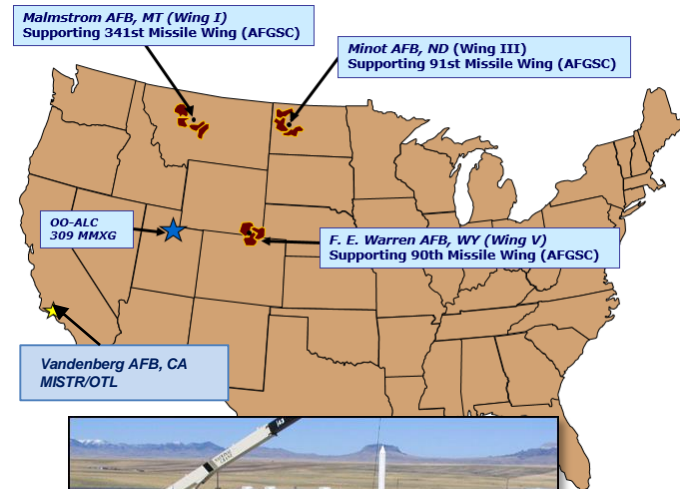 Malmstrom AFB, MT (Wing I)
Supporting 341st Missile Wing (AFGSC)
Minot AFB, ND (Wing III)
Supporting 91st Missile Wing (AFGSC)
OO-ALC
309 MMXG
F. E. Warren AFB, WY (Wing V)
Supporting 90th Missile Wing (AFGSC)
Vandenberg AFB, CA
MISTR/OTL